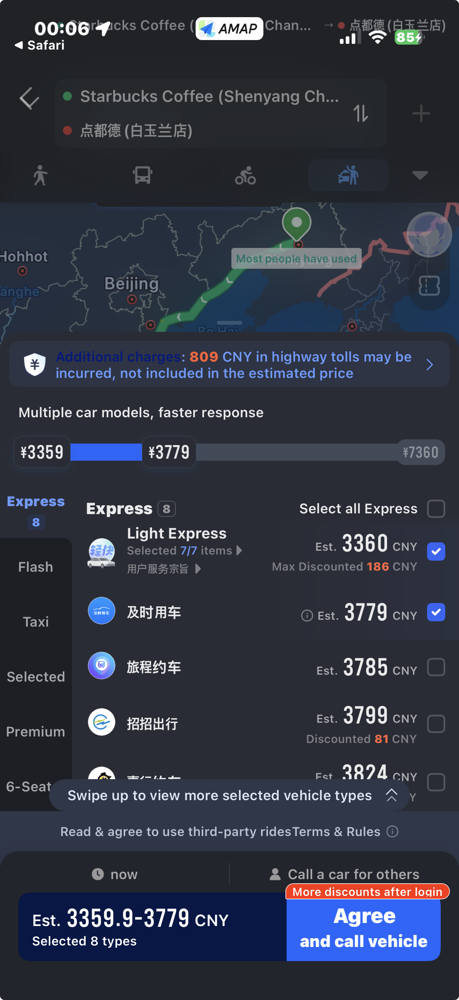 00:06
Starbucks Coffee (
AMAP
Chan...
→
点都德(白玉兰店)
Safari
85
Starbucks Coffee (Shenyang Ch...
点都德 (白玉兰店)
Hohhot
anghe
Beijing
Shenyang
Most people have used
Bo Hai
Additional charges: 809 CNY in highway tolls may be
incurred, not included in the estimated price
Multiple car models, faster response
¥3359
¥3779
¥7360
Express
8
Flash
Taxi
Selected
Premium
6-Seat
Express 8
Select all Express
Light Express
Selected 7/7 items
用户服务宗旨
轻快
Est. 3360 CNY
Max Discounted 186 CNY
及时用车
及时用车
Est. 3779 CNY
旅程约车
Est. 3785 CNY
招招出行
Est. 3799 CNY
Discounted 81 CNY
Est. 3824 CNY
Y
Swipe up to view more selected vehicle types
Read & agree to use third-party ridesTerms & Rules
now
Call a car for others
More discounts after login
Est. 3359.9-3779 CNY
Selected 8 types
Agree
and call vehicle